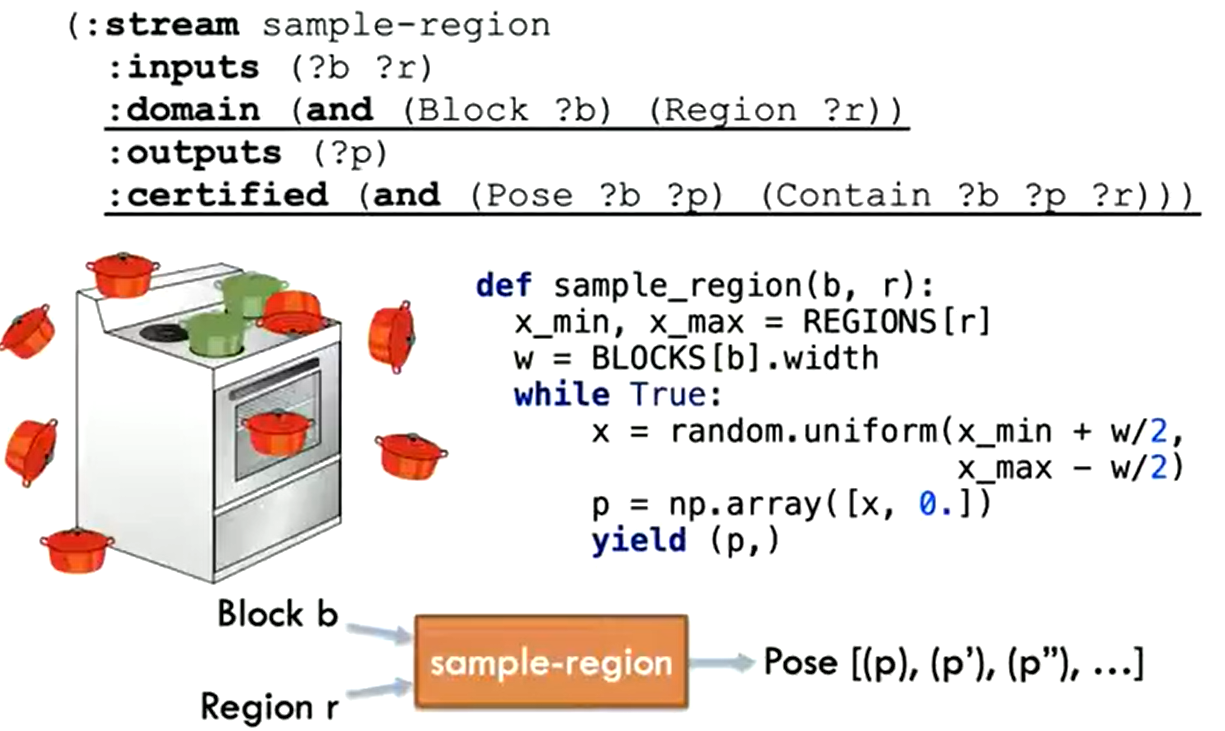 (:stream sample-region
:inputs (?b ?r)
:domain (and (Block ?b) (Region ?r))
:outputs (?p)
:certified (and (Pose ?b ?p) (Contain ?b ?p ?r)))
def sample_region(b, r):
x_min, x_max = REGIONS[r]
w = BLOCKS[b].width
while True:
x = random.uniform(x_min + w/2,
x_max - w/2)
p = np.array([x, 0.])
yield (p,)
Block b
sample-region
Pose [(p), (p’), (p”), ...]
Region r